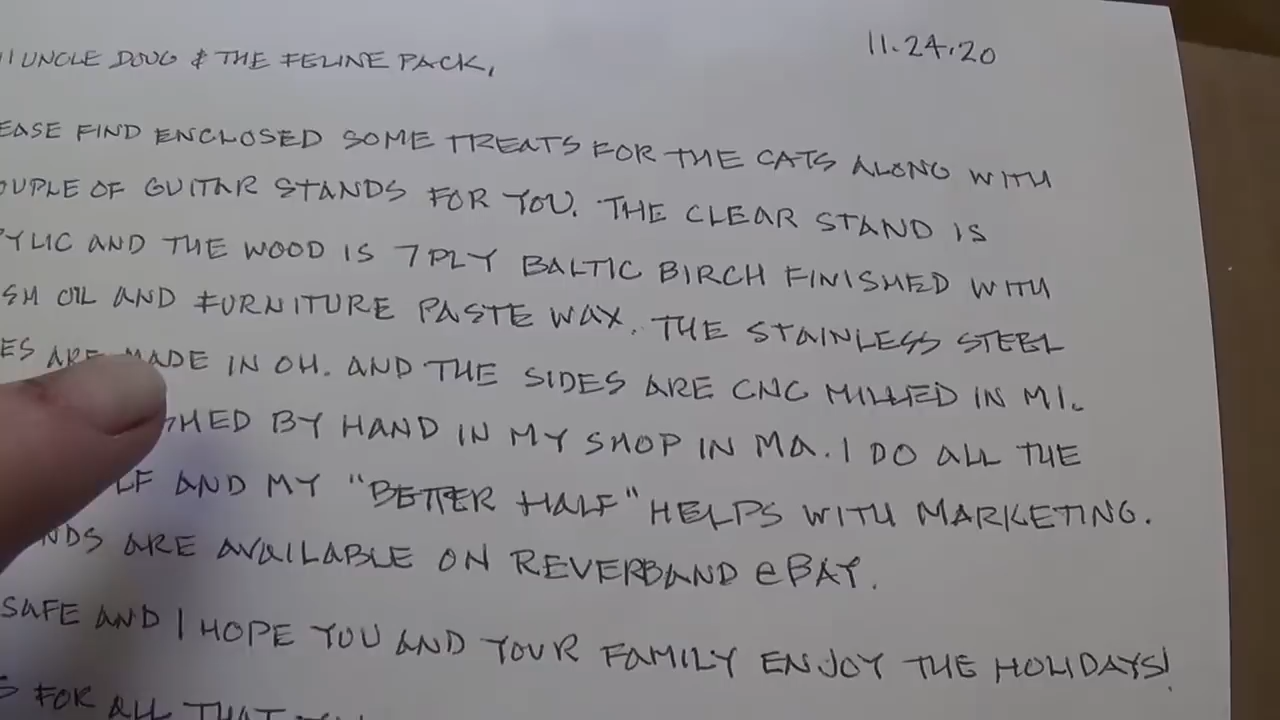 11.24.20
UNCLE DOUG & THE FELINE PACK,
EASE FIND ENCLOSED SOME TREATS FOR THE CATS ALONG WITH
OUPLE OF GUITAR STANDS FOR YOU. THE CLEAR STAND IS
YLIC AND THE WOOD IS 7 PLY BALTIC BIRCH FINISHED WITH
SH OIL AND FURNITURE PASTE WAX. THE STAINLESS STEEL
ES ARE MADE IN OH. AND THE SIDES ARE CNC MILLED IN MI.
SHED BY HAND IN MY SHOP IN MA. I DO ALL THE
LF AND MY "BETTER HALF" HELPS WITH MARKETING.
NDS ARE AVAILABLE ON REVERB AND eBAY.
SAFE AND I HOPE YOU AND YOUR FAMILY ENJOY THE HOLIDAYS!
S FOR ALL THAT